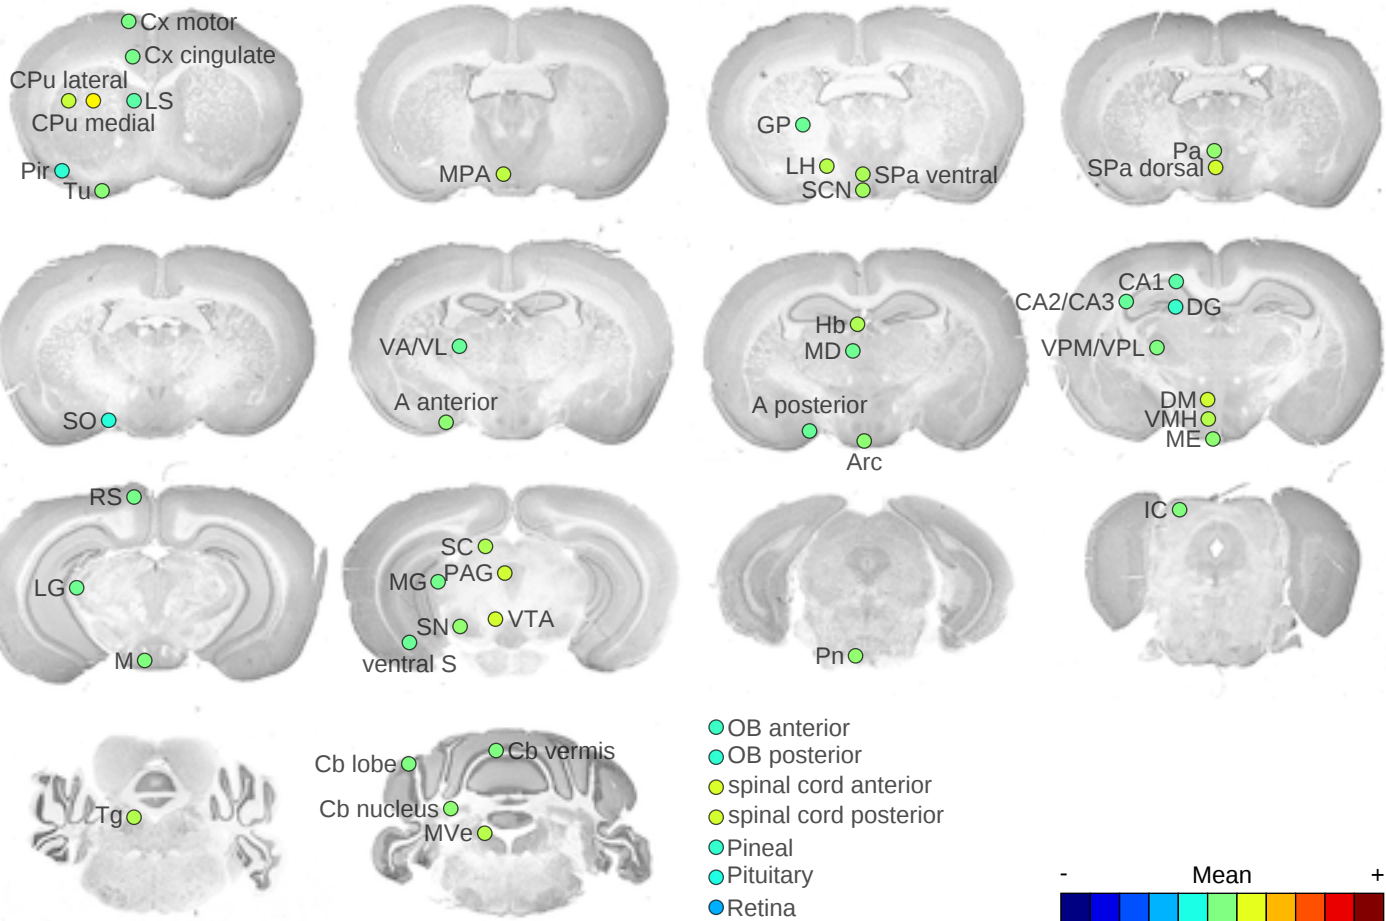 Cx motor
Cx cingulate
CPu lateral
LS
CPu medial
Pir
Tu
MPA
GP
LH
SPa ventral
SCN
Pa
SPa dorsal
SO
VA/VL
A anterior
Hb
MD
A posterior
Arc
CA1
CA2/CA3
DG
VPM/VPL
DM
VMH
ME
RS
LG
M
SC
MG
PAG
SN
VTA
ventral S
Pn
IC
Tg
Cb lobe
Cb vermis
Cb nucleus
MVe
OB anterior
OB posterior
spinal cord anterior
spinal cord posterior
Pineal
Pituitary
Retina
- Mean +